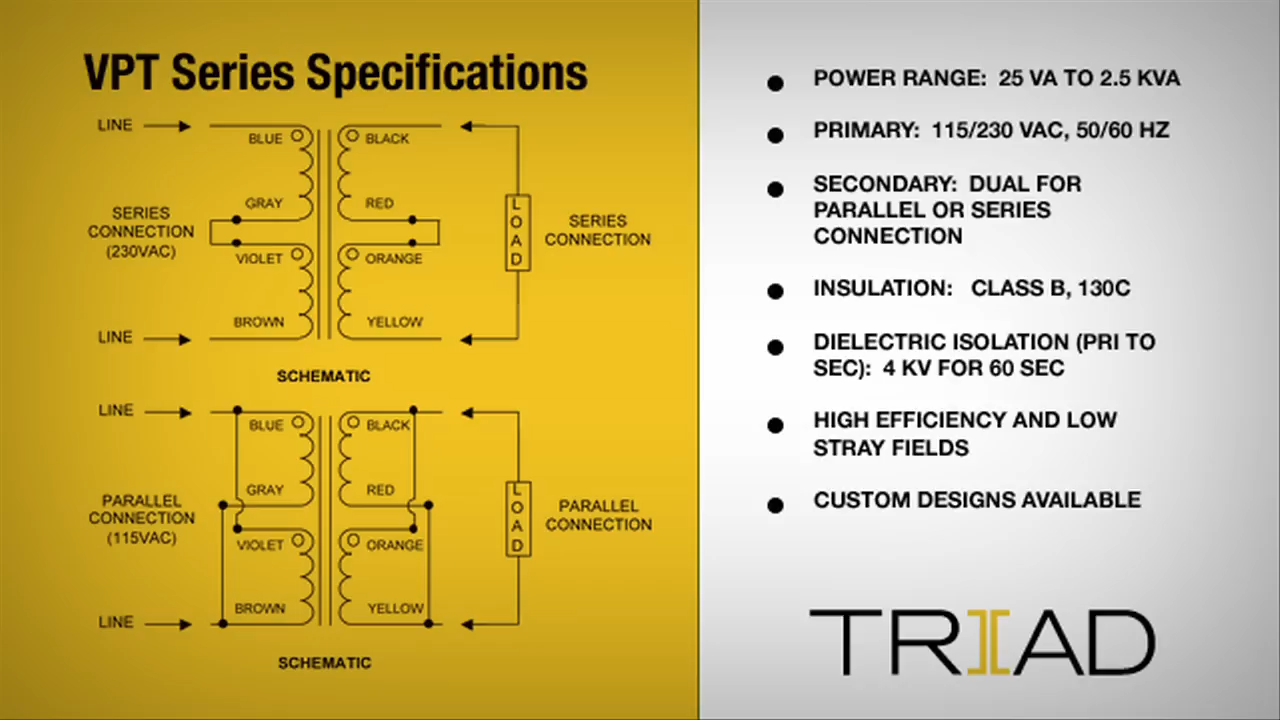 VPT Series Specifications
LINE
BLUE
BLACK
GRAY
RED
SERIES
CONNECTION
(230VAC)
LOAD
SERIES
CONNECTION
VIOLET
ORANGE
BROWN
YELLOW
LINE
SCHEMATIC
LINE
BLUE
BLACK
GRAY
RED
PARALLEL
CONNECTION
(115VAC)
LOAD
PARALLEL
CONNECTION
VIOLET
ORANGE
BROWN
YELLOW
LINE
SCHEMATIC
POWER RANGE: 25 VA TO 2.5 KVA
PRIMARY: 115/230 VAC, 50/60 HZ
SECONDARY: DUAL FOR
PARALLEL OR SERIES
CONNECTION
INSULATION: CLASS B, 130C
DIELECTRIC ISOLATION (PRI TO
SEC): 4 KV FOR 60 SEC
HIGH EFFICIENCY AND LOW
STRAY FIELDS
CUSTOM DESIGNS AVAILABLE
TRIAD